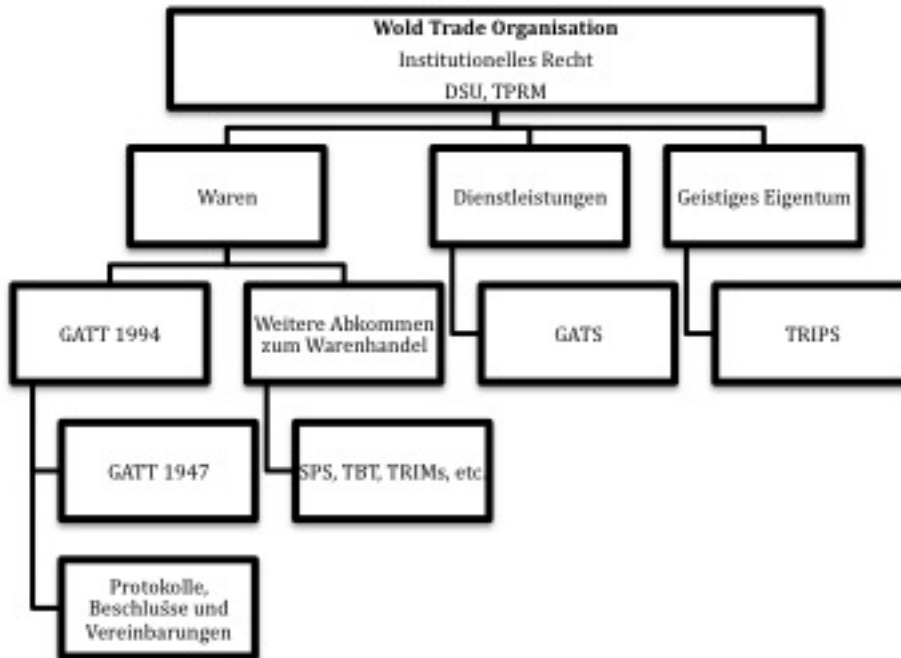 Wold Trade Organisation
Institutionelles Recht
DSU, TPRM
Waren
Dienstleistungen
Geistiges Eigentum
GATT 1994
Weitere Abkommen
zum Warenhandel
GATS
TRIPS
GATT 1947
SPS, TBT, TRIMs, etc.
Protokolle,
Beschlüsse und
Vereinbarungen